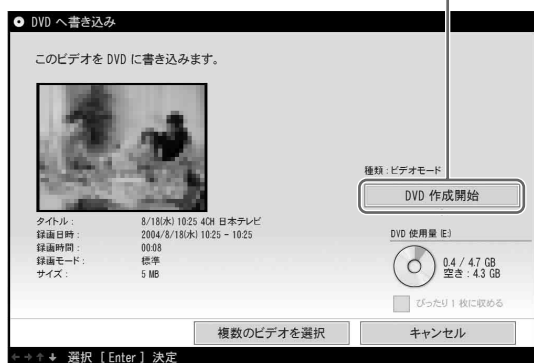 DVD へ書き込み
このビデオを DVD に書き込みます。
種類：ビデオモード
DVD 作成開始
タイトル： 8/18(水) 10:25 4CH 日本テレビ
録画日時： 2004/8/18(水) 10:25 - 10:25
録画時間： 00:08
録画モード： 標準
サイズ： 5 MB
DVD 使用量 (E:)
0.4 / 4.7 GB
空き：4.3 GB
ぴったり 1 枚に収める
複数のビデオを選択
キャンセル
←→↑↓ 選択 [Enter] 決定